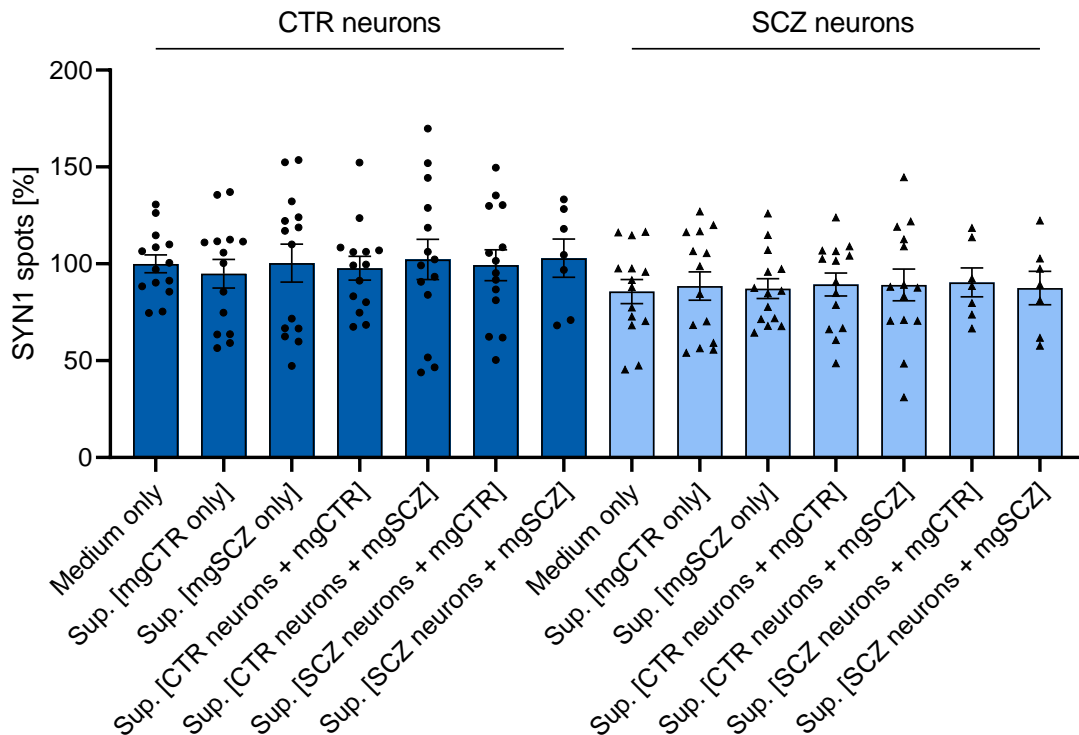 CTR neurons
SCZ neurons
SYN1 spots [%]
200
150
100
50
0
Medium only
Sup. [mgCTR only]
Sup. [mgSCZ only]
Sup. [CTR neurons + mgCTR]
Sup. [CTR neurons + mgSCZ]
Sup. [SCZ neurons + mgCTR]
Sup. [SCZ neurons + mgSCZ]
Medium only
Sup. [mgCTR only]
Sup. [mgSCZ only]
Sup. [CTR neurons + mgCTR]
Sup. [CTR neurons + mgSCZ]
Sup. [SCZ neurons + mgCTR]
Sup. [SCZ neurons + mgSCZ]